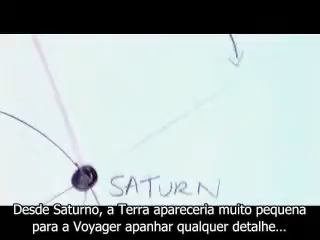 SATURN
Desde Saturno, a Terra apareceria muito pequena
para a Voyager apanhar qualquer detalhe...